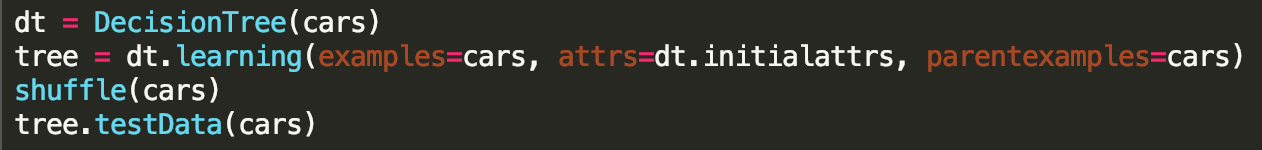 dt = DecisionTree(cars)
tree = dt.learning(examples=cars, attrs=dt.initialattrs, parentexamples=cars)
shuffle(cars)
tree.testData(cars)